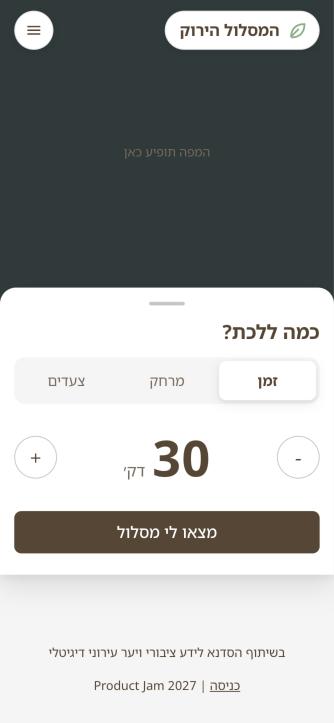 המסלול הירוק
המפה תופיע כאן
כמה ללכת?
זמן מרחק צעדים
- 30 דק׳ +
מצאו לי מסלול
בשיתוף הסדנא לידע ציבורי ויער עירוני דיגיטלי
כניסה | Product Jam 2027